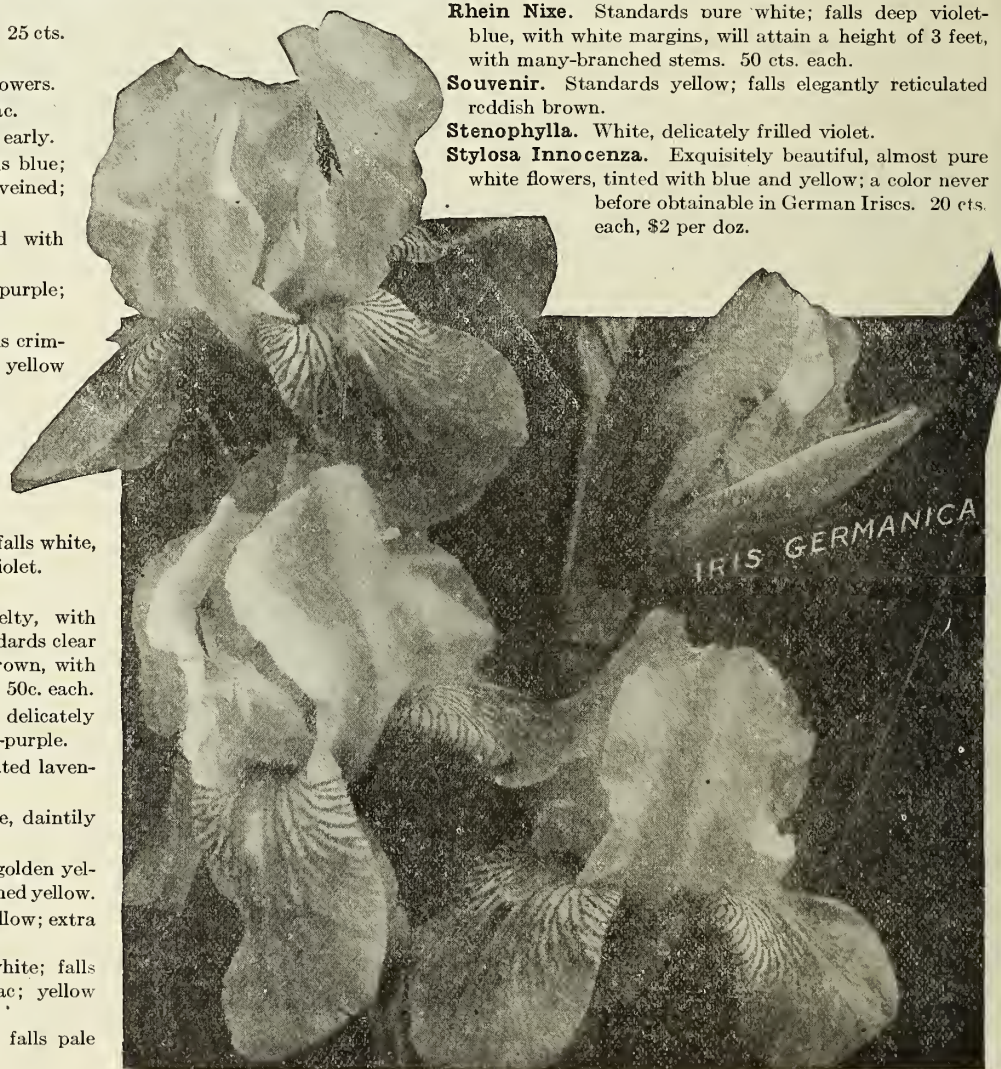 25 cts.
owers.
ac.
early.
s blue;
veined;
d with
purple;
s crim-
yellow
falls white,
iolet.
elty, with
dards clear
rown, with
50c. each.
delicately
-purple.
ted laven-
e, daintily
golden yel-
ned yellow.
llow; extra
hite; falls
ac; yellow
falls pale
Rhein Nixe. Standards pure white; falls deep violet-
blue, with white margins, will attain a height of 3 feet,
with many-branched stems. 50 cts. each.
Souvenir. Standards yellow; falls elegantly reticulated
reddish brown.
Stenophylla. White, delicately frilled violet.
Stylosa Innocenza. Exquisitely beautiful, almost pure
white flowers, tinted with blue and yellow; a color never
before obtainable in German Irises. 20 cts.
each, $2 per doz.
IRIS GERMANICA